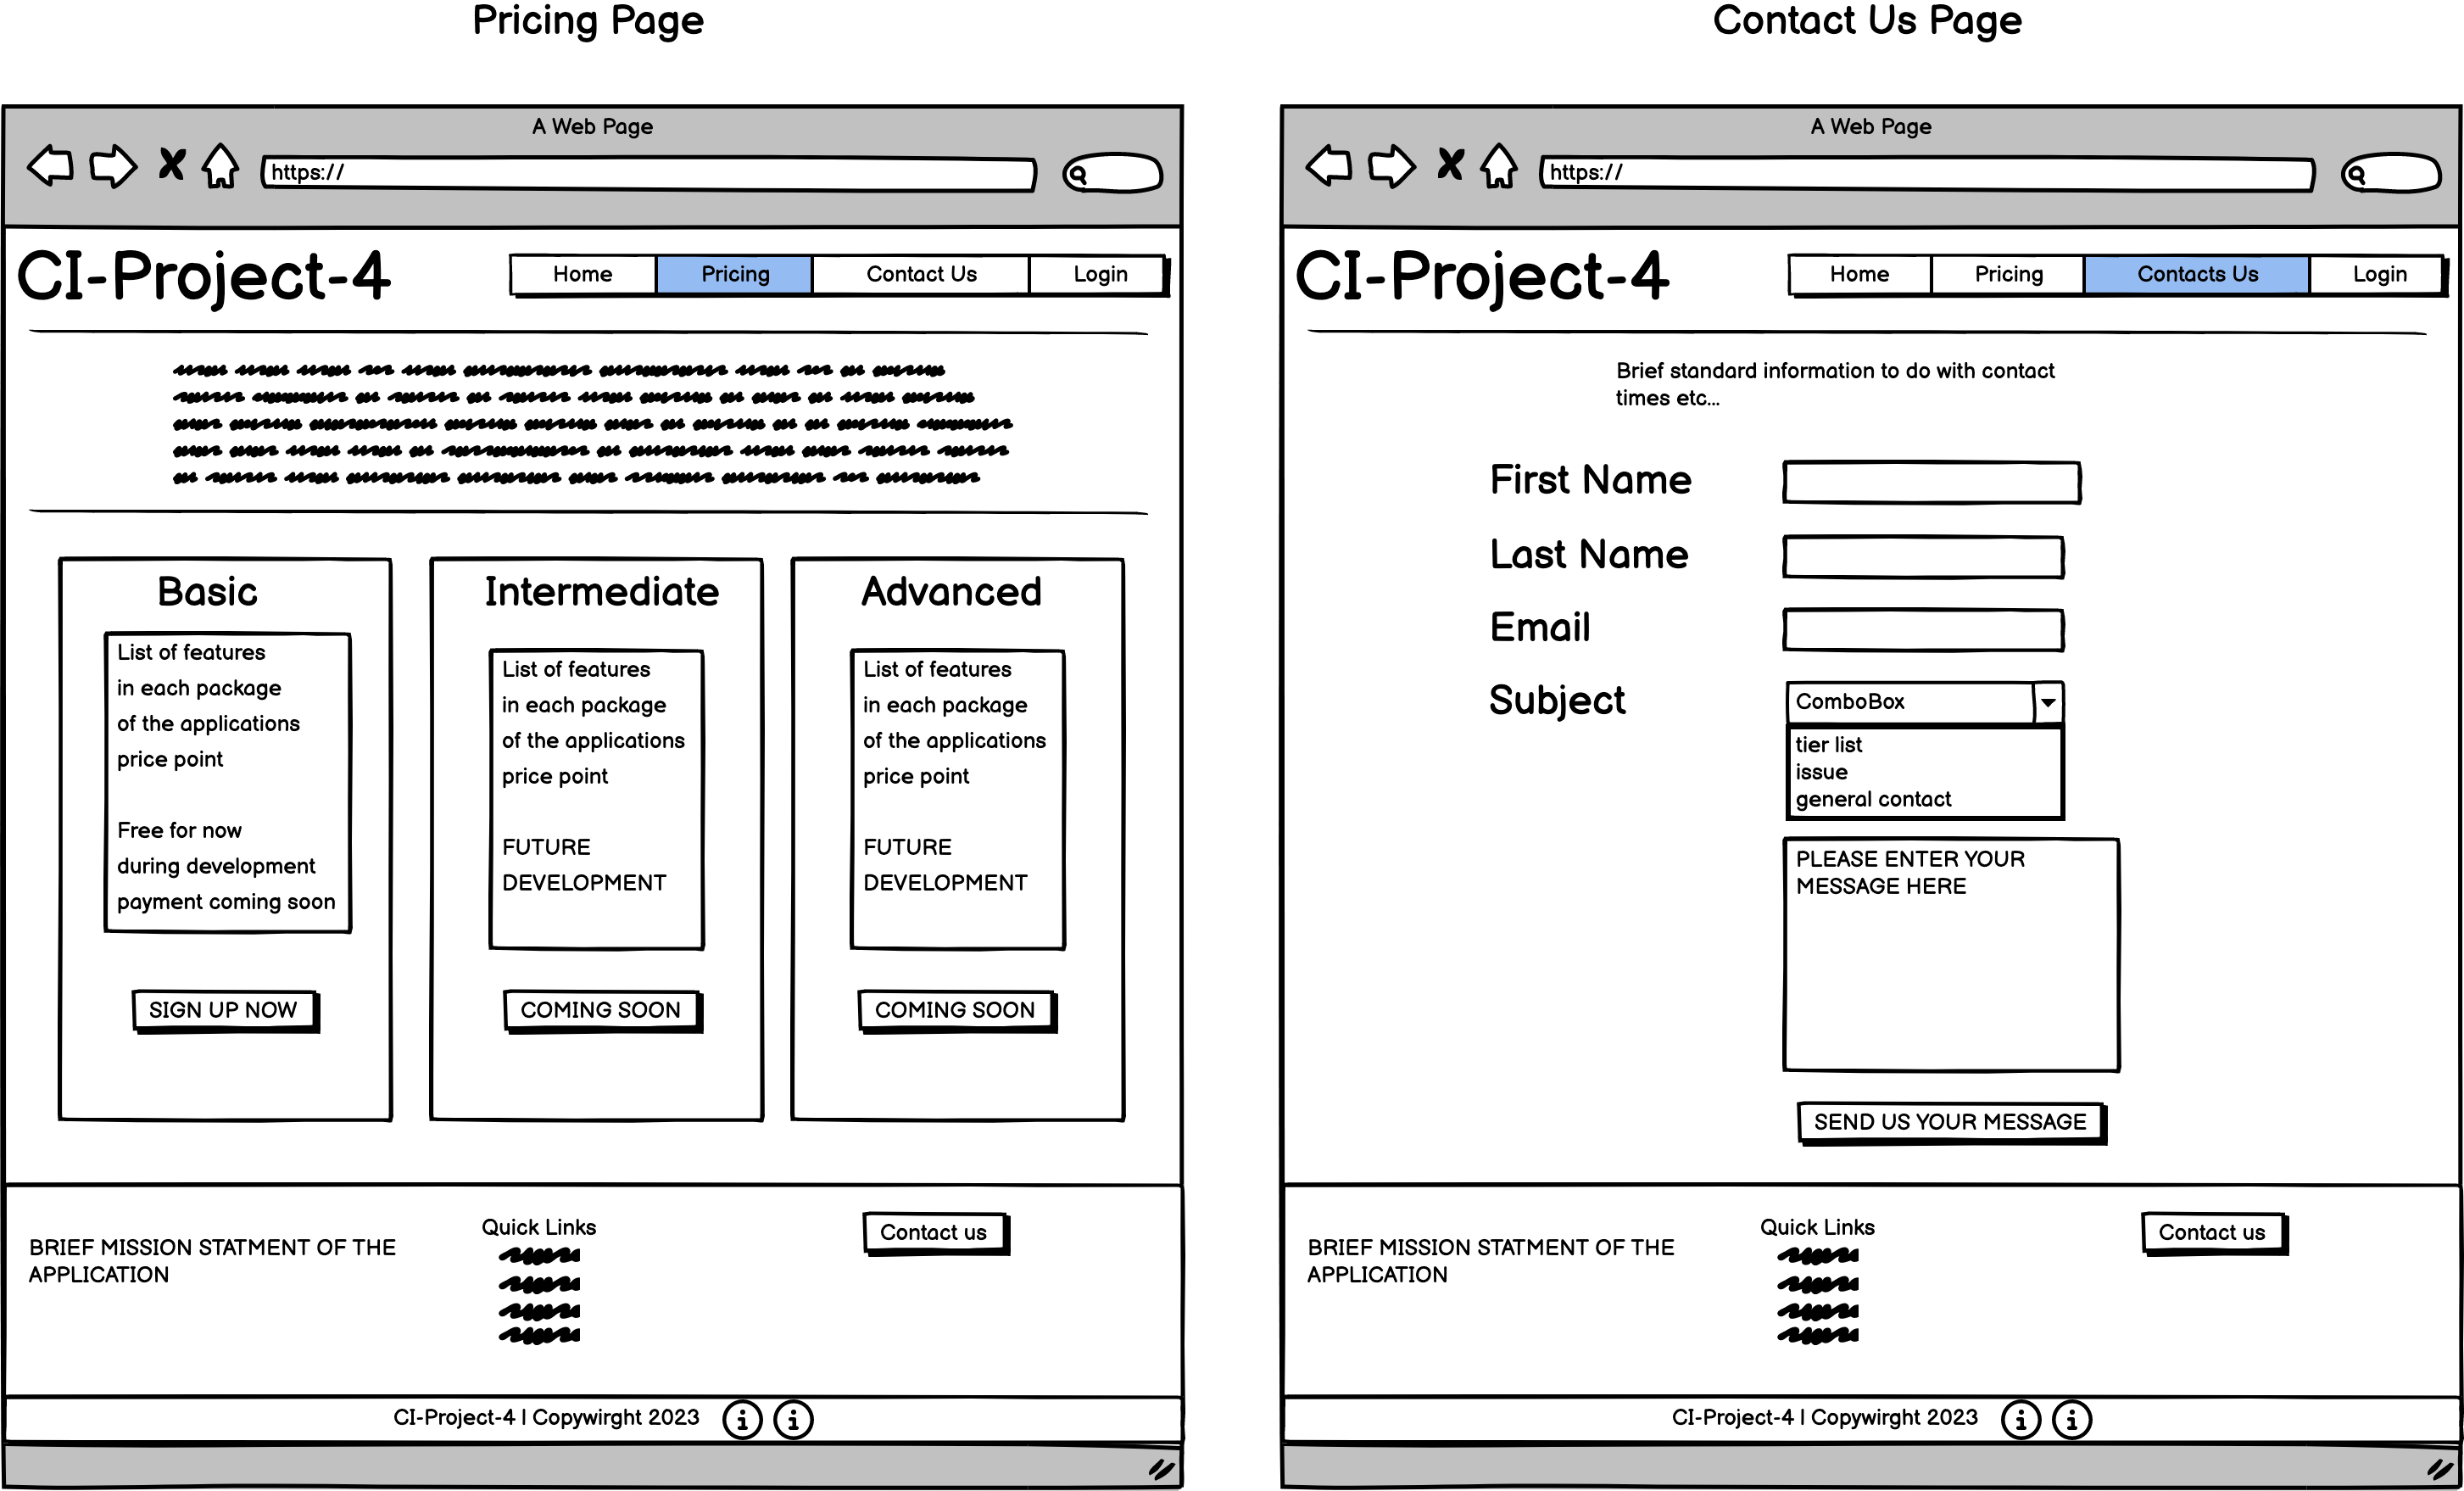 Pricing Page
A Web Page
https://
CI-Project-4
Home
Pricing
Contact Us
Login
Basic
List of features
in each package
of the applications
price point
Free for now
during development
payment coming soon
SIGN UP NOW
Intermediate
List of features
in each package
of the applications
price point
FUTURE
DEVELOPMENT
COMING SOON
Advanced
List of features
in each package
of the applications
price point
FUTURE
DEVELOPMENT
COMING SOON
BRIEF MISSION STATMENT OF THE
APPLICATION
Quick Links
Contact us
CI-Project-4 | Copywirght 2023
Contact Us Page
A Web Page
https://
CI-Project-4
Home
Pricing
Contacts Us
Login
Brief standard information to do with contact
times etc...
First Name
Last Name
Email
Subject
ComboBox
tier list
issue
general contact
PLEASE ENTER YOUR
MESSAGE HERE
SEND US YOUR MESSAGE
BRIEF MISSION STATMENT OF THE
APPLICATION
Quick Links
Contact us
CI-Project-4 | Copywirght 2023